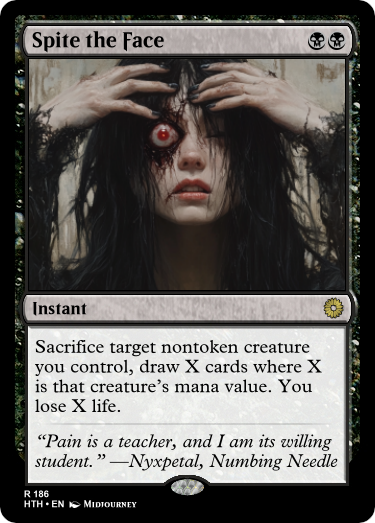 Spite the Face
Instant
Sacrifice target nontoken creature
you control, draw X cards where X
is that creature's mana value. You
lose X life.
“Pain is a teacher, and I am its willing
student.” —Nyxpetal, Numbing Needle
R 186
HTH • EN Midjourney